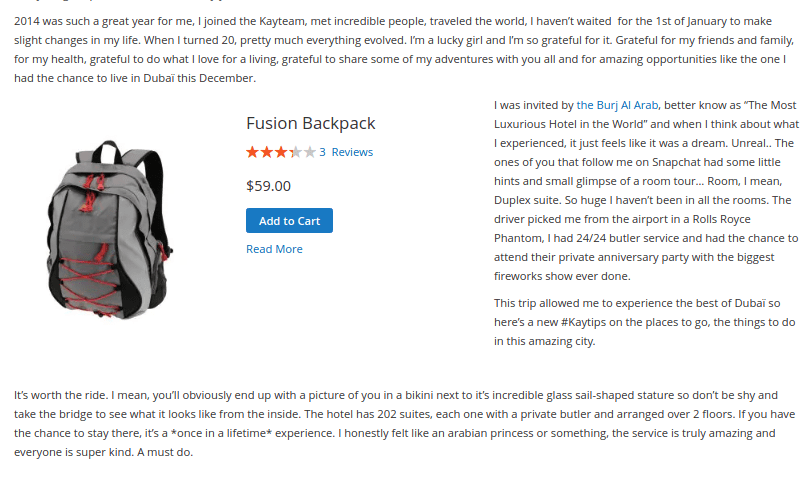 2014 was such a great year for me, I joined the Kayteam, met incredible people, traveled the world, I haven't waited  for the 1st of January to make
slight changes in my life. When I turned 20, pretty much everything evolved. I'm a lucky girl and I'm so grateful for it. Grateful for my friends and family,
for my health, grateful to do what I love for a living, grateful to share some of my adventures with you all and for amazing opportunities like the one I
had the chance to live in Dubaï this December.
Fusion Backpack
3 Reviews
$59.00
Add to Cart
Read More
I was invited by the Burj Al Arab, better know as “The Most
Luxurious Hotel in the World” and when I think about what
I experienced, it just feels like it was a dream. Unreal.. The
ones of you that follow me on Snapchat had some little
hints and small glimpse of a room tour… Room, I mean,
Duplex suite. So huge I haven't been in all the rooms. The
driver picked me from the airport in a Rolls Royce
Phantom, I had 24/24 butler service and had the chance to
attend their private anniversary party with the biggest
fireworks show ever done.
This trip allowed me to experience the best of Dubaï so
here's a new #Kaytips on the places to go, the things to do
in this amazing city.
It's worth the ride. I mean, you'll obviously end up with a picture of you in a bikini next to it's incredible glass sail-shaped stature so don't be shy and
take the bridge to see what it looks like from the inside. The hotel has 202 suites, each one with a private butler and arranged over 2 floors. If you have
the chance to stay there, it's a *once in a lifetime* experience. I honestly felt like an arabian princess or something, the service is truly amazing and
everyone is super kind. A must do.